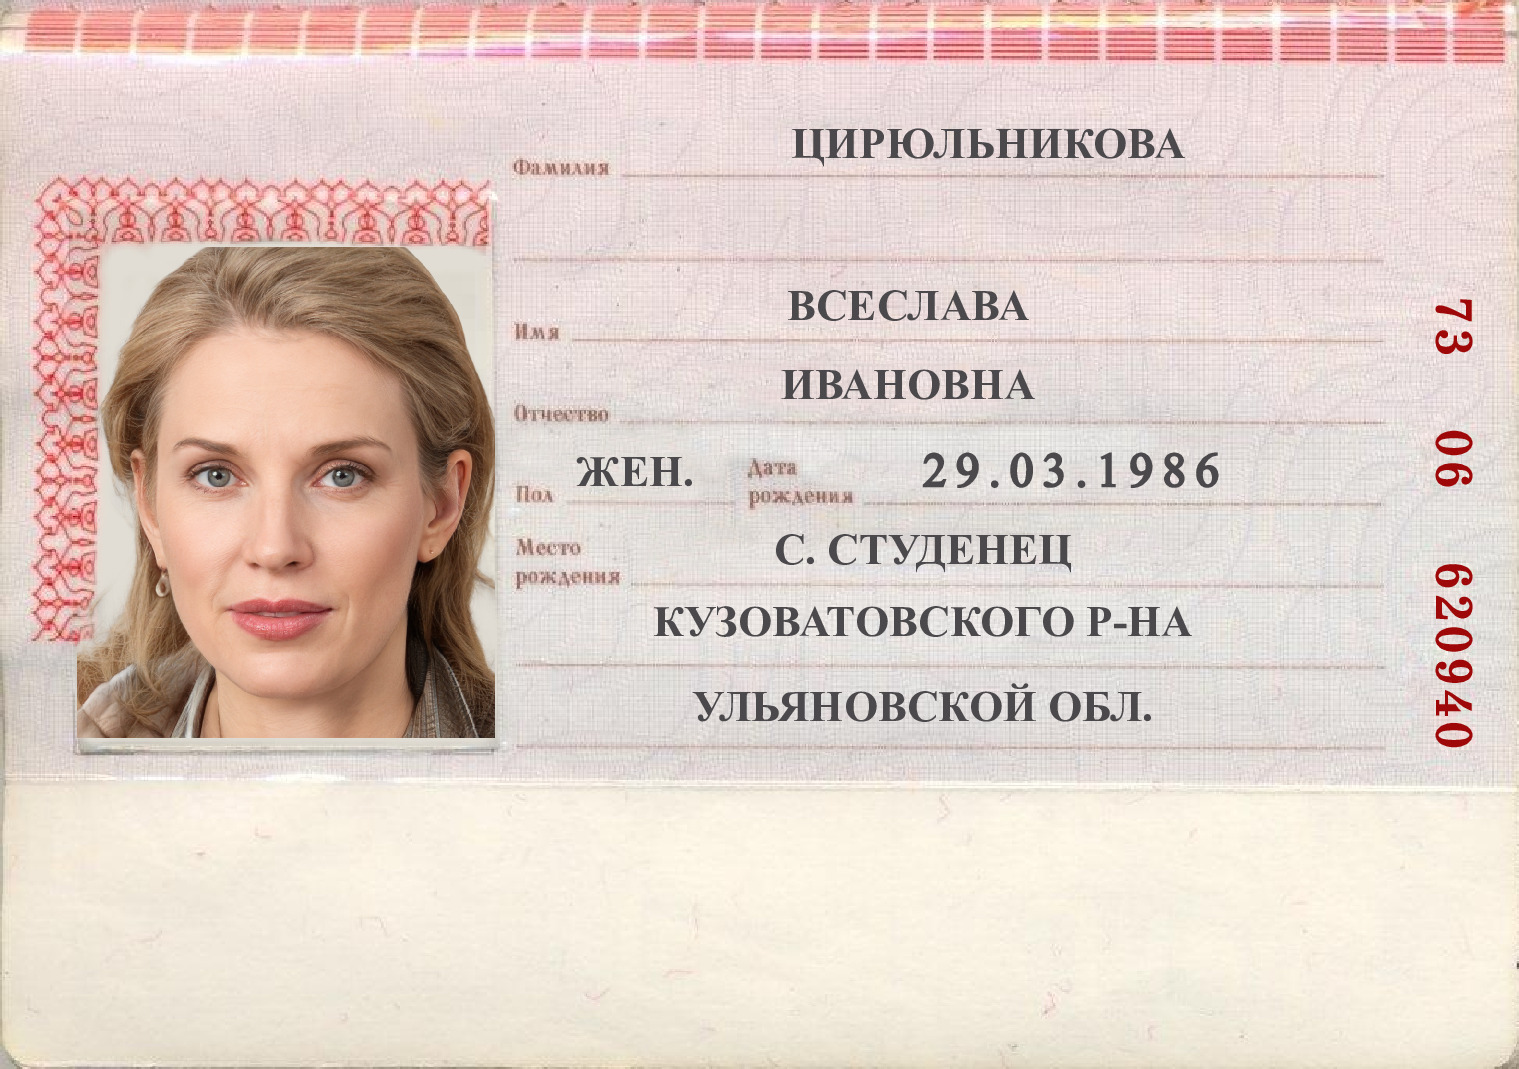 Фамилия ЦИРЮЛЬНИКОВА
Имя ВСЕСЛАВА
Отчество ИВАНОВНА
Пол ЖЕН. Дата рождения 29.03.1986
Место рождения С. СТУДЕНЕЦ
КУЗОВАТОВСКОГО Р-НА
УЛЬЯНОВСКОЙ ОБЛ.
73 06 620940